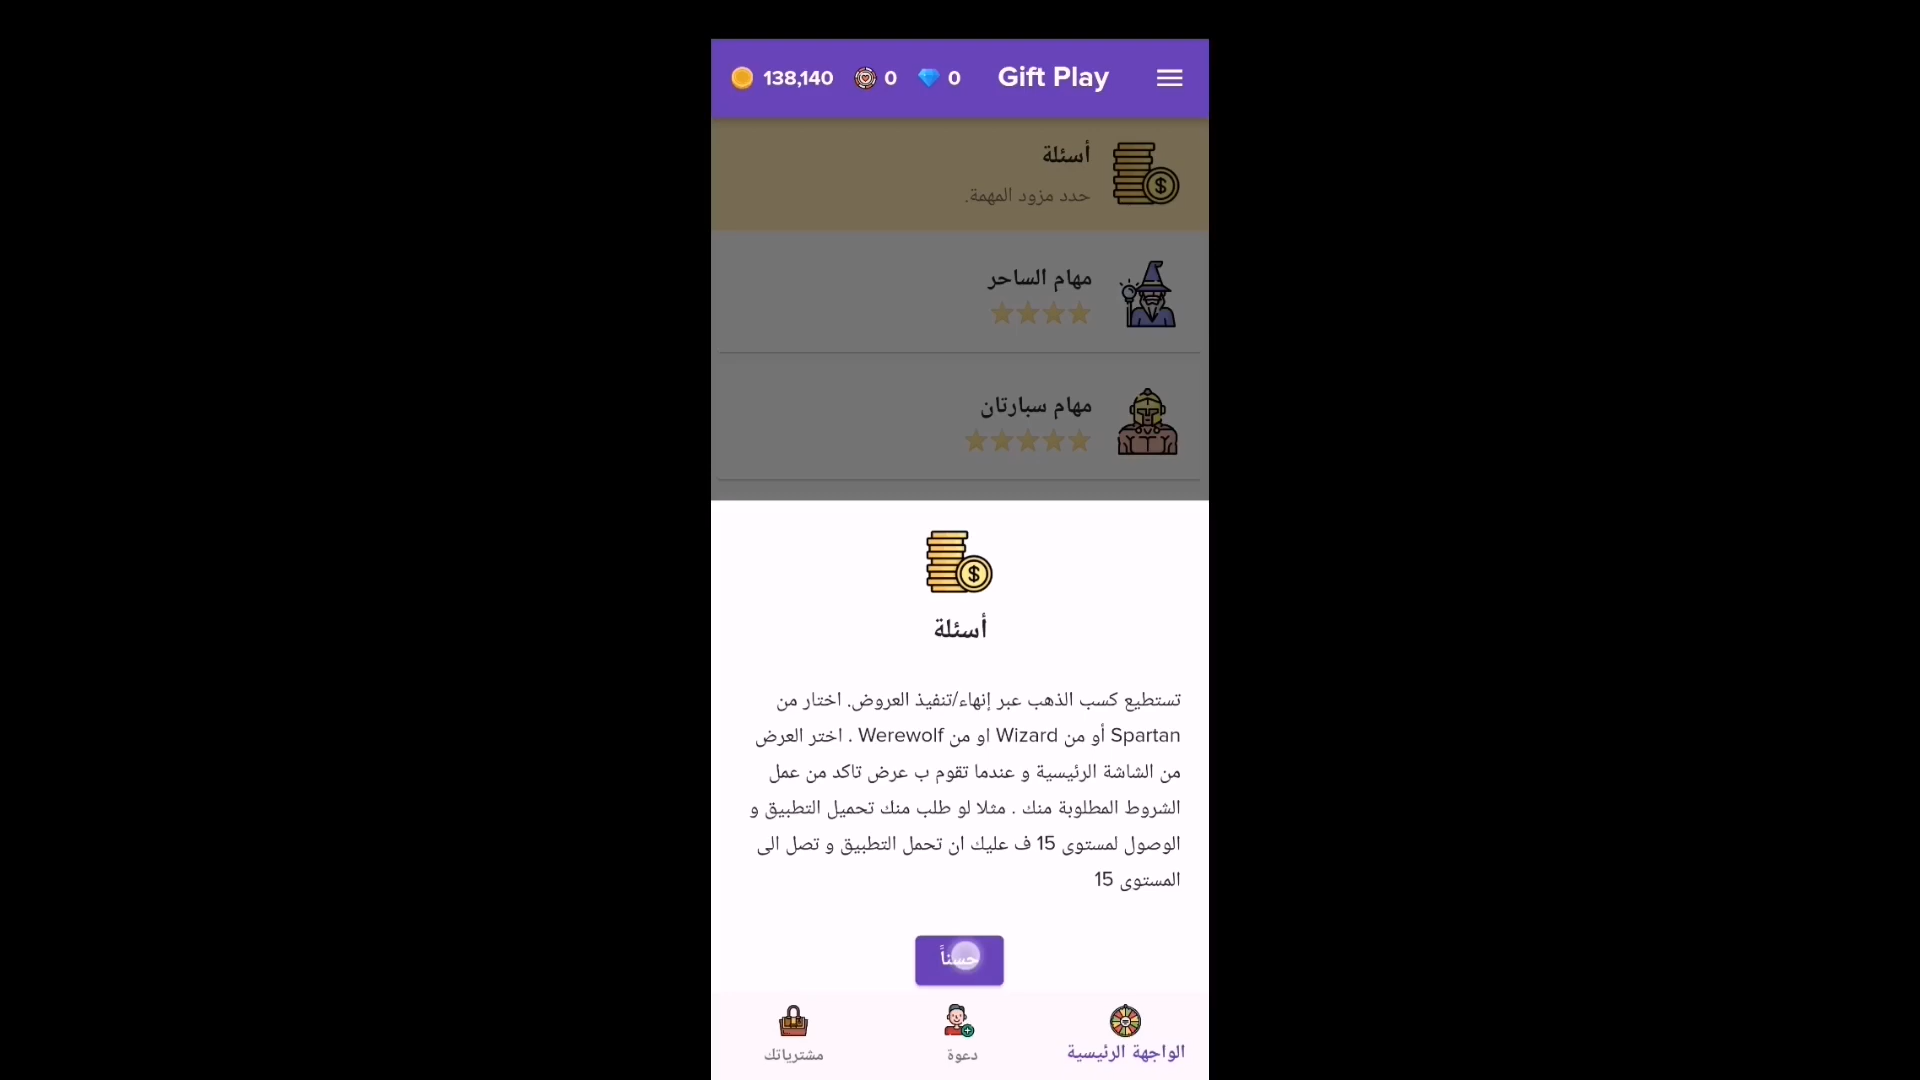 138,140 0 0 Gift Play
أسئلة
حدد مزود المهمة.
مهام الساحر
مهام سبارتان
أسئلة
تستطيع كسب الذهب عبر إنهاء/تنفيذ العروض. اختار من
Spartan أو من Wizard او من Werewolf . اختر العرض
من الشاشة الرئيسية و عندما تقوم ب عرض تاكد من عمل
الشروط المطلوبة منك . مثلا لو طلب منك تحميل التطبيق و
الوصول لمستوى 15 ف عليك ان تحمل التطبيق و تصل الى
المستوى 15
حسناً
الواجهة الرئيسية
دعوة
مشترياتك